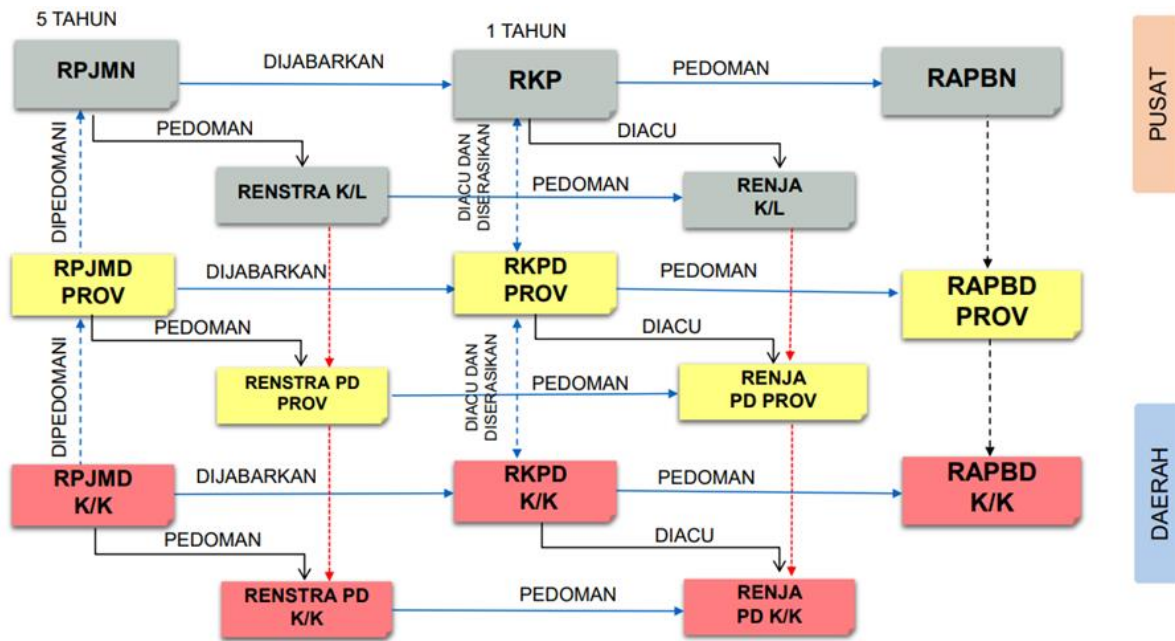 5 TAHUN
1 TAHUN
PUSAT
RPJMN
DIJABARKAN
RKP
PEDOMAN
RAPBN
DIPEDOMANI
PEDOMAN
DIACU DAN
DISERASIKAN
DIACU
RENSTRA K/L
PEDOMAN
RENJA
K/L
RPJMD
PROV
DIJABARKAN
RKPD
PROV
PEDOMAN
RAPBD
PROV
DIPEDOMANI
PEDOMAN
DIACU DAN
DISERASIKAN
DIACU
RENSTRA PD
PROV
PEDOMAN
RENJA
PD PROV
DAERAH
RPJMD
K/K
DIJABARKAN
RKPD
K/K
PEDOMAN
RAPBD
K/K
PEDOMAN
DIACU
RENSTRA PD
K/K
PEDOMAN
RENJA
PD K/K